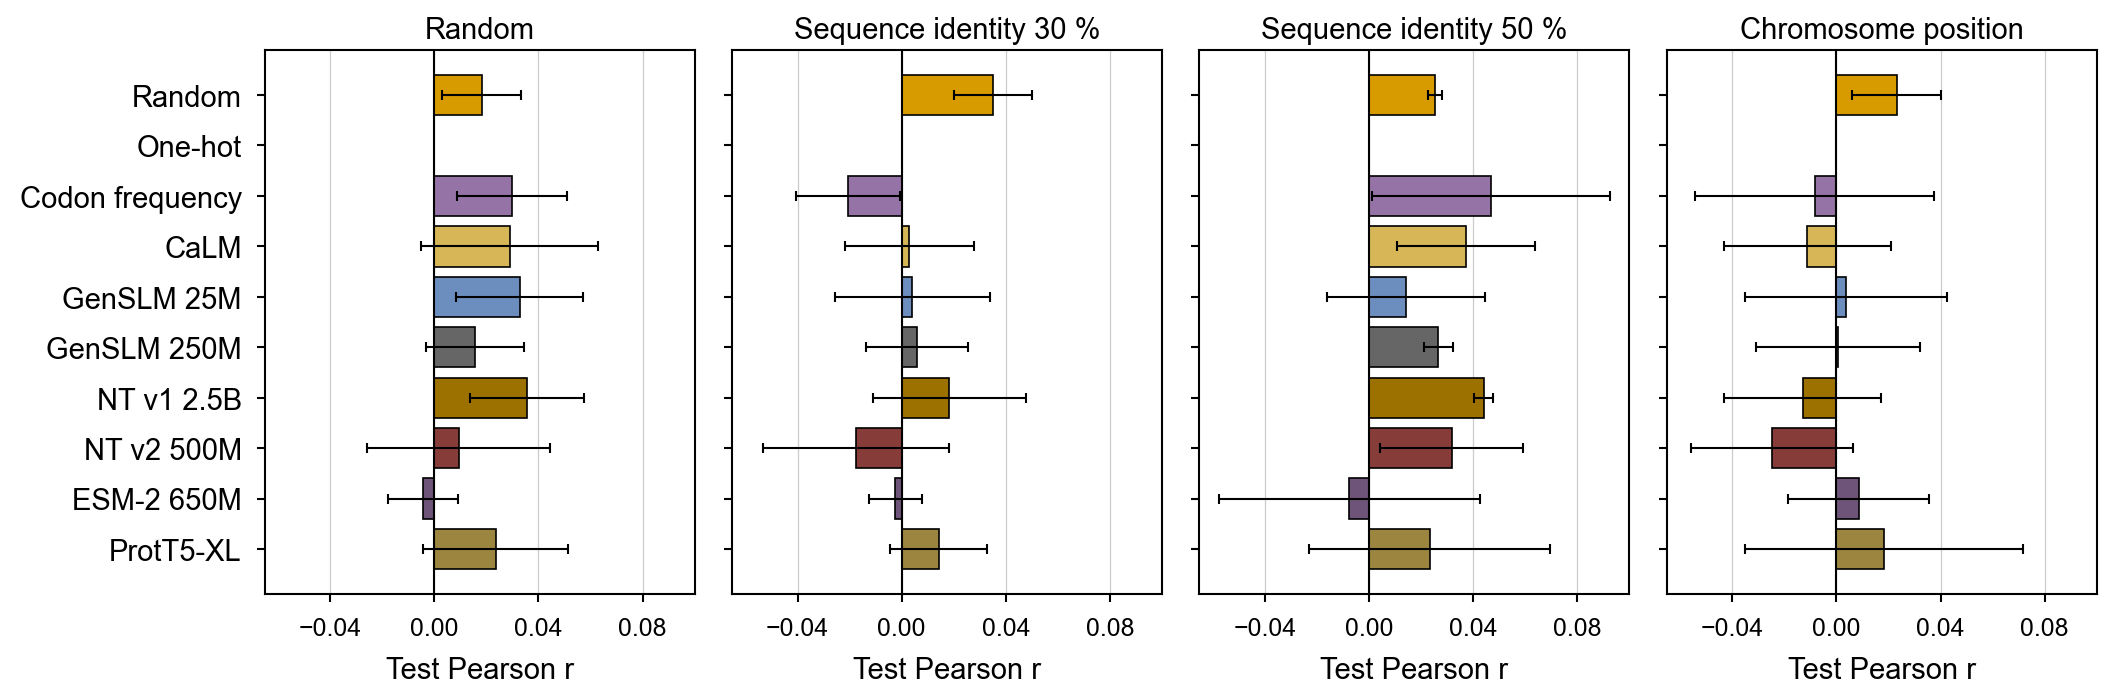 Random
Sequence identity 30 %
Sequence identity 50 %
Chromosome position
Random
One-hot
Codon frequency
CaLM
GenSLM 25M
GenSLM 250M
NT v1 2.5B
NT v2 500M
ESM-2 650M
ProtT5-XL
−0.04 0.00 0.04 0.08
−0.04 0.00 0.04 0.08
−0.04 0.00 0.04 0.08
−0.04 0.00 0.04 0.08
Test Pearson r
Test Pearson r
Test Pearson r
Test Pearson r